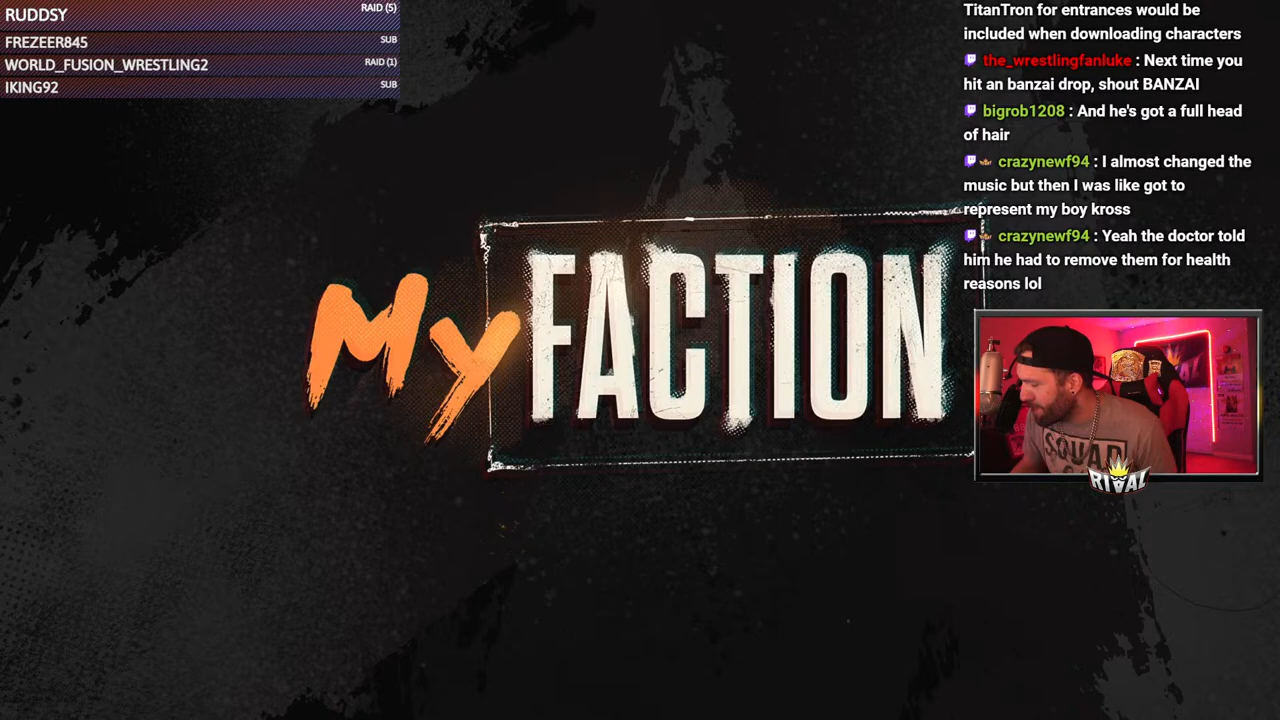 RUDDSY RAID (5)
FREZEER845 SUB
WORLD_FUSION_WRESTLING2 RAID (1)
IKING92 SUB
TitanTron for entrances would be
included when downloading characters
the_wrestlingfanluke : Next time you
hit an banzai drop, shout BANZAI
bigrob1208 : And he's got a full head
of hair
crazynewf94 : I almost changed the
music but then I was like got to
represent my boy kross
crazynewf94 : Yeah the doctor told
him he had to remove them for health
reasons lol
My FACTION
SQUAD
RIVAL